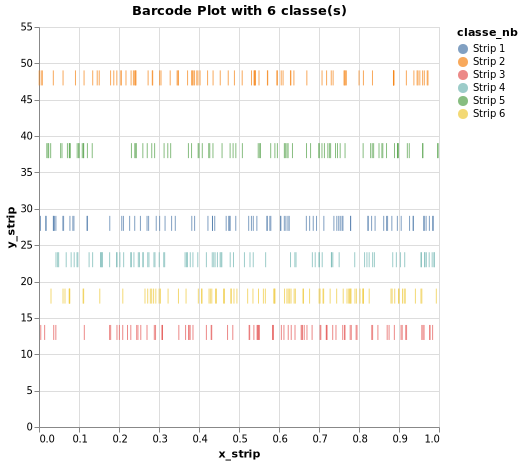 Barcode Plot with 6 classe(s)
classe_nb
Strip 1
Strip 2
Strip 3
Strip 4
Strip 5
Strip 6
55
50
45
40
35
30
25
20
15
10
5
0
y_strip
0.0 0.1 0.2 0.3 0.4 0.5 0.6 0.7 0.8 0.9 1.0
x_strip